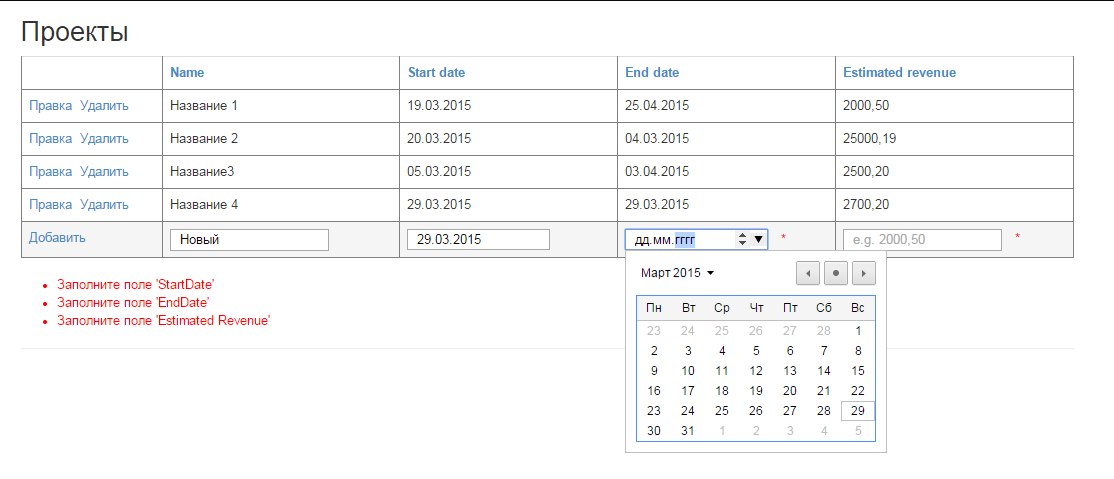 Проекты
Name Start date End date Estimated revenue
Правка Удалить Название 1 19.03.2015 25.04.2015 2000,50
Правка Удалить Название 2 20.03.2015 04.03.2015 25000,19
Правка Удалить Название3 05.03.2015 03.04.2015 2500,20
Правка Удалить Название 4 29.03.2015 29.03.2015 2700,20
Добавить Новый 29.03.2015 дд.мм.гггг * e.g. 2000,50 *
Заполните поле 'StartDate'
Заполните поле 'EndDate'
Заполните поле 'Estimated Revenue'
Март 2015
Пн Вт Ср Чт Пт Сб Вс
23 24 25 26 27 28 1
2 3 4 5 6 7 8
9 10 11 12 13 14 15
16 17 18 19 20 21 22
23 24 25 26 27 28 29
30 31 1 2 3 4 5